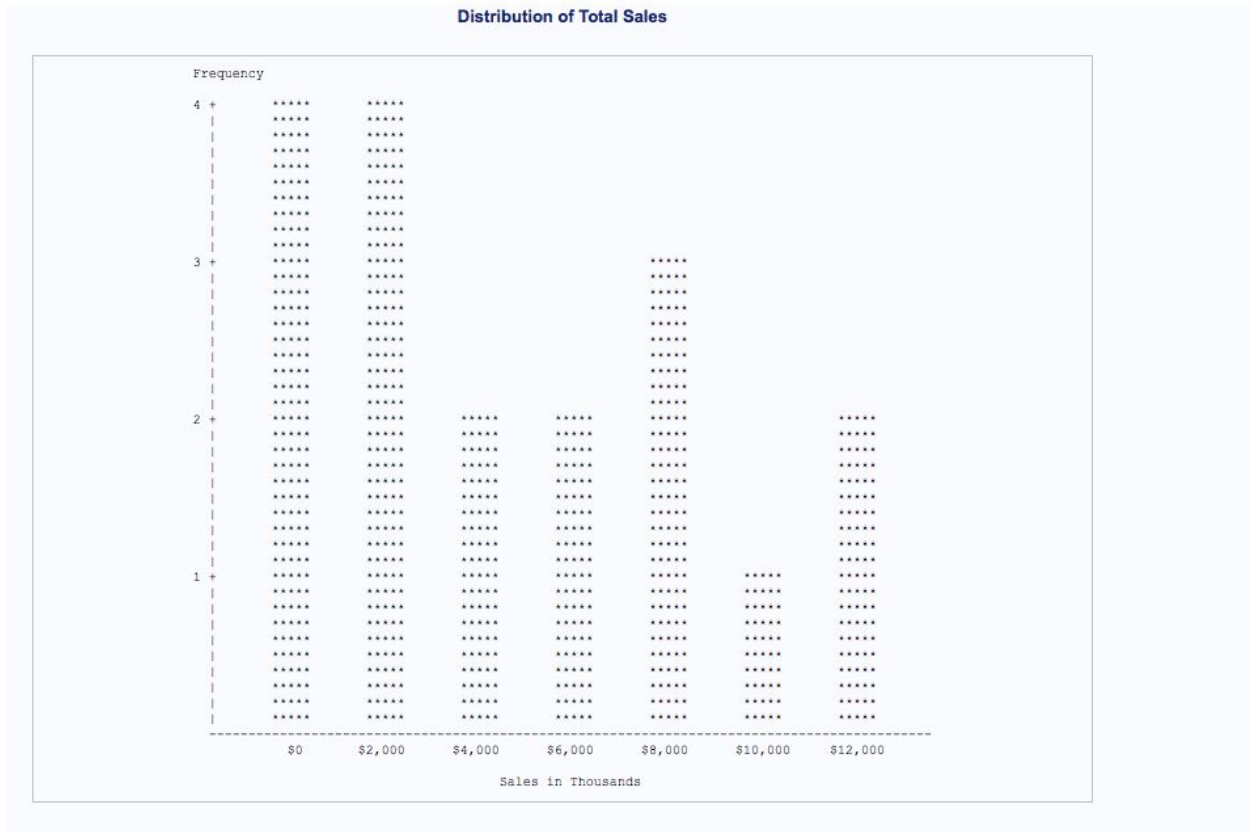 Distribution of Total Sales
Frequency
4 +
3 +
2 +
1 +
$0 $2,000 $4,000 $6,000 $8,000 $10,000 $12,000
Sales in Thousands